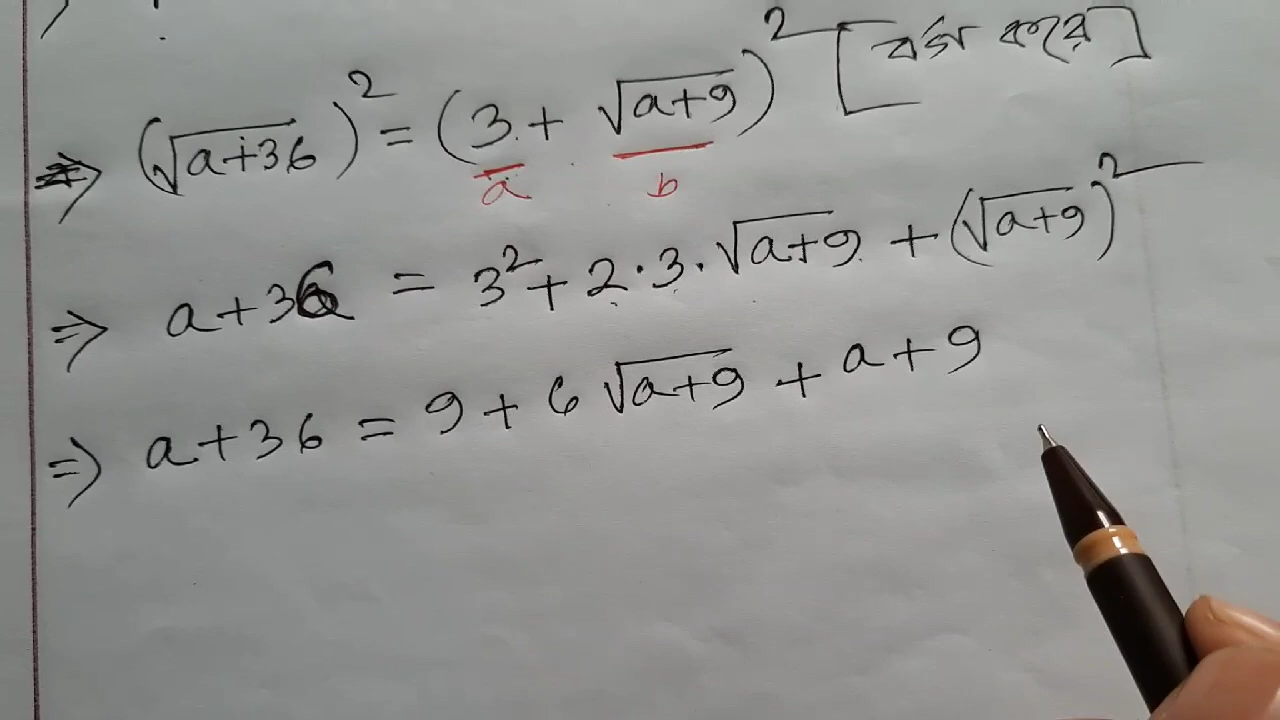 ⇒ (√(a+36))² = (3 + √(a+9))² [বর্গ করে]
a b
⇒ a+36 = 3² + 2·3·√(a+9) + (√(a+9))²
⇒ a+36 = 9 + 6√(a+9) + a+9